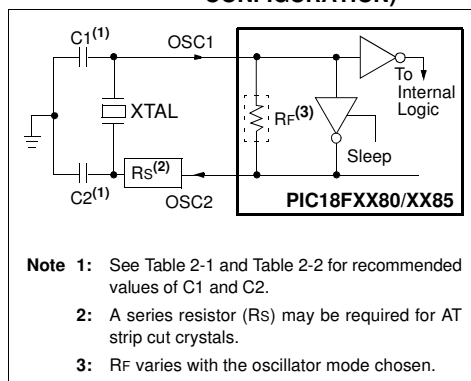 CONFIGURATION)
C1(1)
OSC1
To
Internal
Logic
XTAL
RF(3)
Sleep
RS(2)
C2(1)
OSC2
PIC18FXX80/XX85
Note 1: See Table 2-1 and Table 2-2 for recommended
values of C1 and C2.
2: A series resistor (RS) may be required for AT
strip cut crystals.
3: RF varies with the oscillator mode chosen.